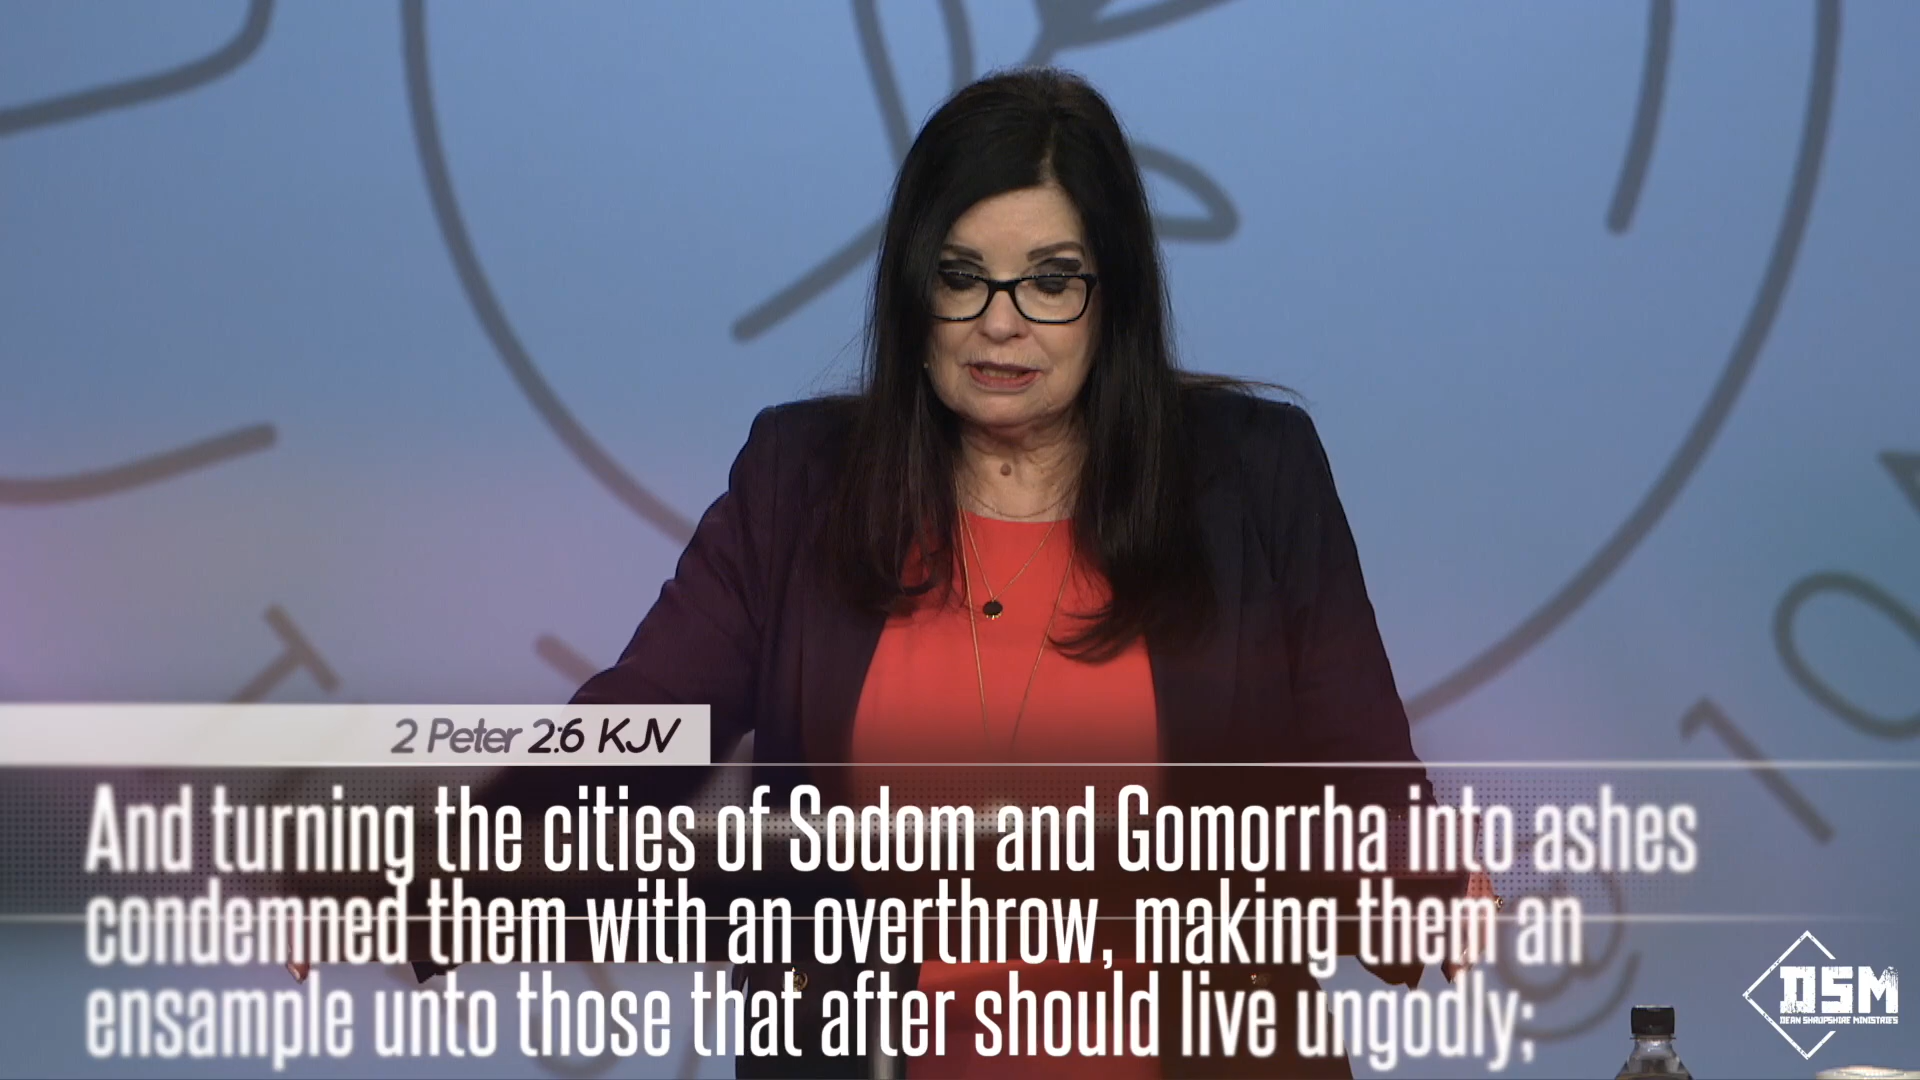 2 Peter 2:6 KJV
And turning the cities of Sodom and Gomorrha into ashes
condemned them with an overthrow, making them an
ensample unto those that after should live ungodly;
DSM
DEAN SHROPSHIRE MINISTRIES
10